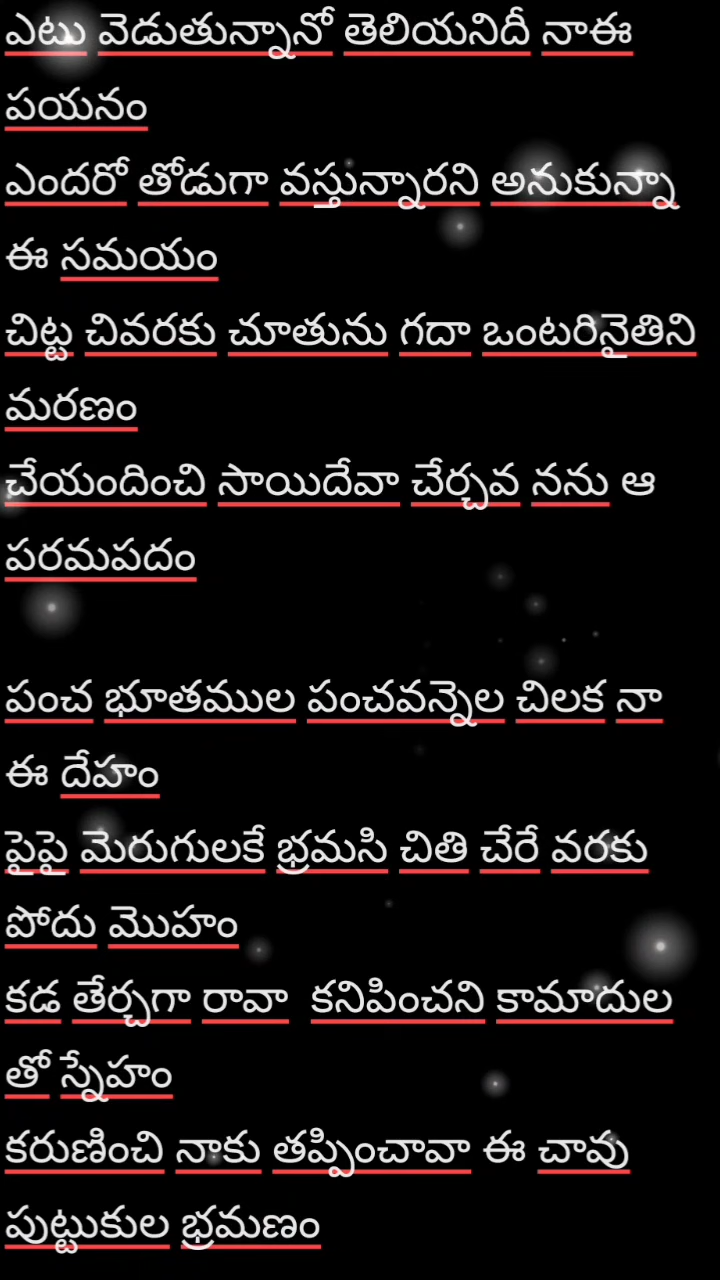 ఎటు వెడుతున్నానో తెలియనిదీ నాఈ
పయనం
ఎందరో తోడుగా వస్తున్నారని అనుకున్నా
ఈ సమయం
చిట్ట చివరకు చూతును గదా ఒంటరినైతిని
మరణం
చేయందించి సాయిదేవా చేర్చవ నను ఆ
పరమపదం
పంచ భూతముల పంచవన్నెల చిలక నా
ఈ దేహం
పైపై మెరుగులకే భ్రమసి చితి చేరే వరకు
పోదు మొహం
కడ తేర్చగా రావా  కనిపించని కామాదుల
తో స్నేహం
కరుణించి నాకు తప్పించావా ఈ చావు
పుట్టుకుల భ్రమణం